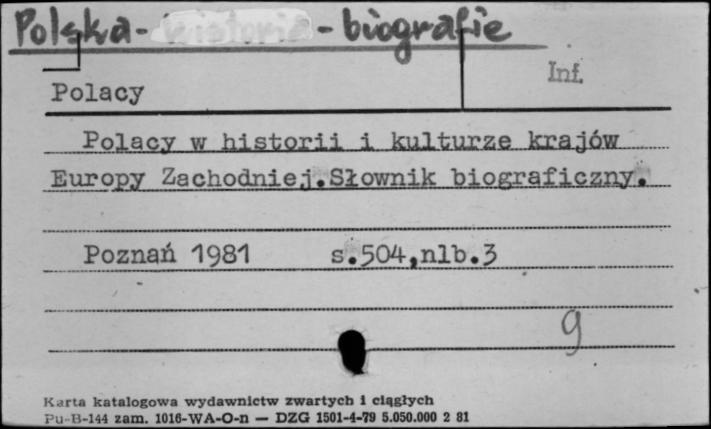 Polska- historia - biografie
Inf.
Polacy
Polacy w historii i kulturze krajów
Europy Zachodniej.Słownik biograficzny.
Poznań 1981 s.504,nlb.3
9
Karta katalogowa wydawnictw zwartych i ciągłych
Pu-B-144 zam. 1016-WA-O-n — DZG 1501-4-79 5.050.000 2 81